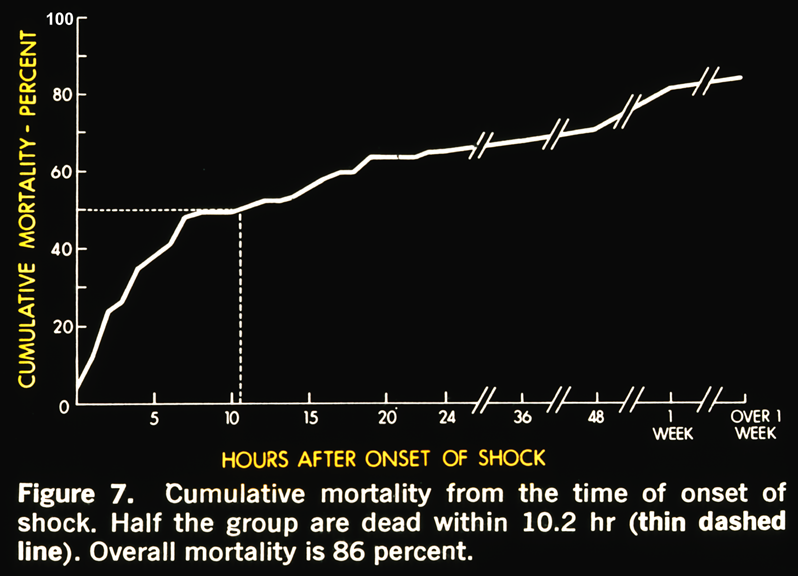 100
80
60
40
20
0
CUMULATIVE MORTALITY - PERCENT
5 10 15 20 24 36 48 1 WEEK OVER 1 WEEK
HOURS AFTER ONSET OF SHOCK
Figure 7. Cumulative mortality from the time of onset of
shock. Half the group are dead within 10.2 hr (thin dashed
line). Overall mortality is 86 percent.